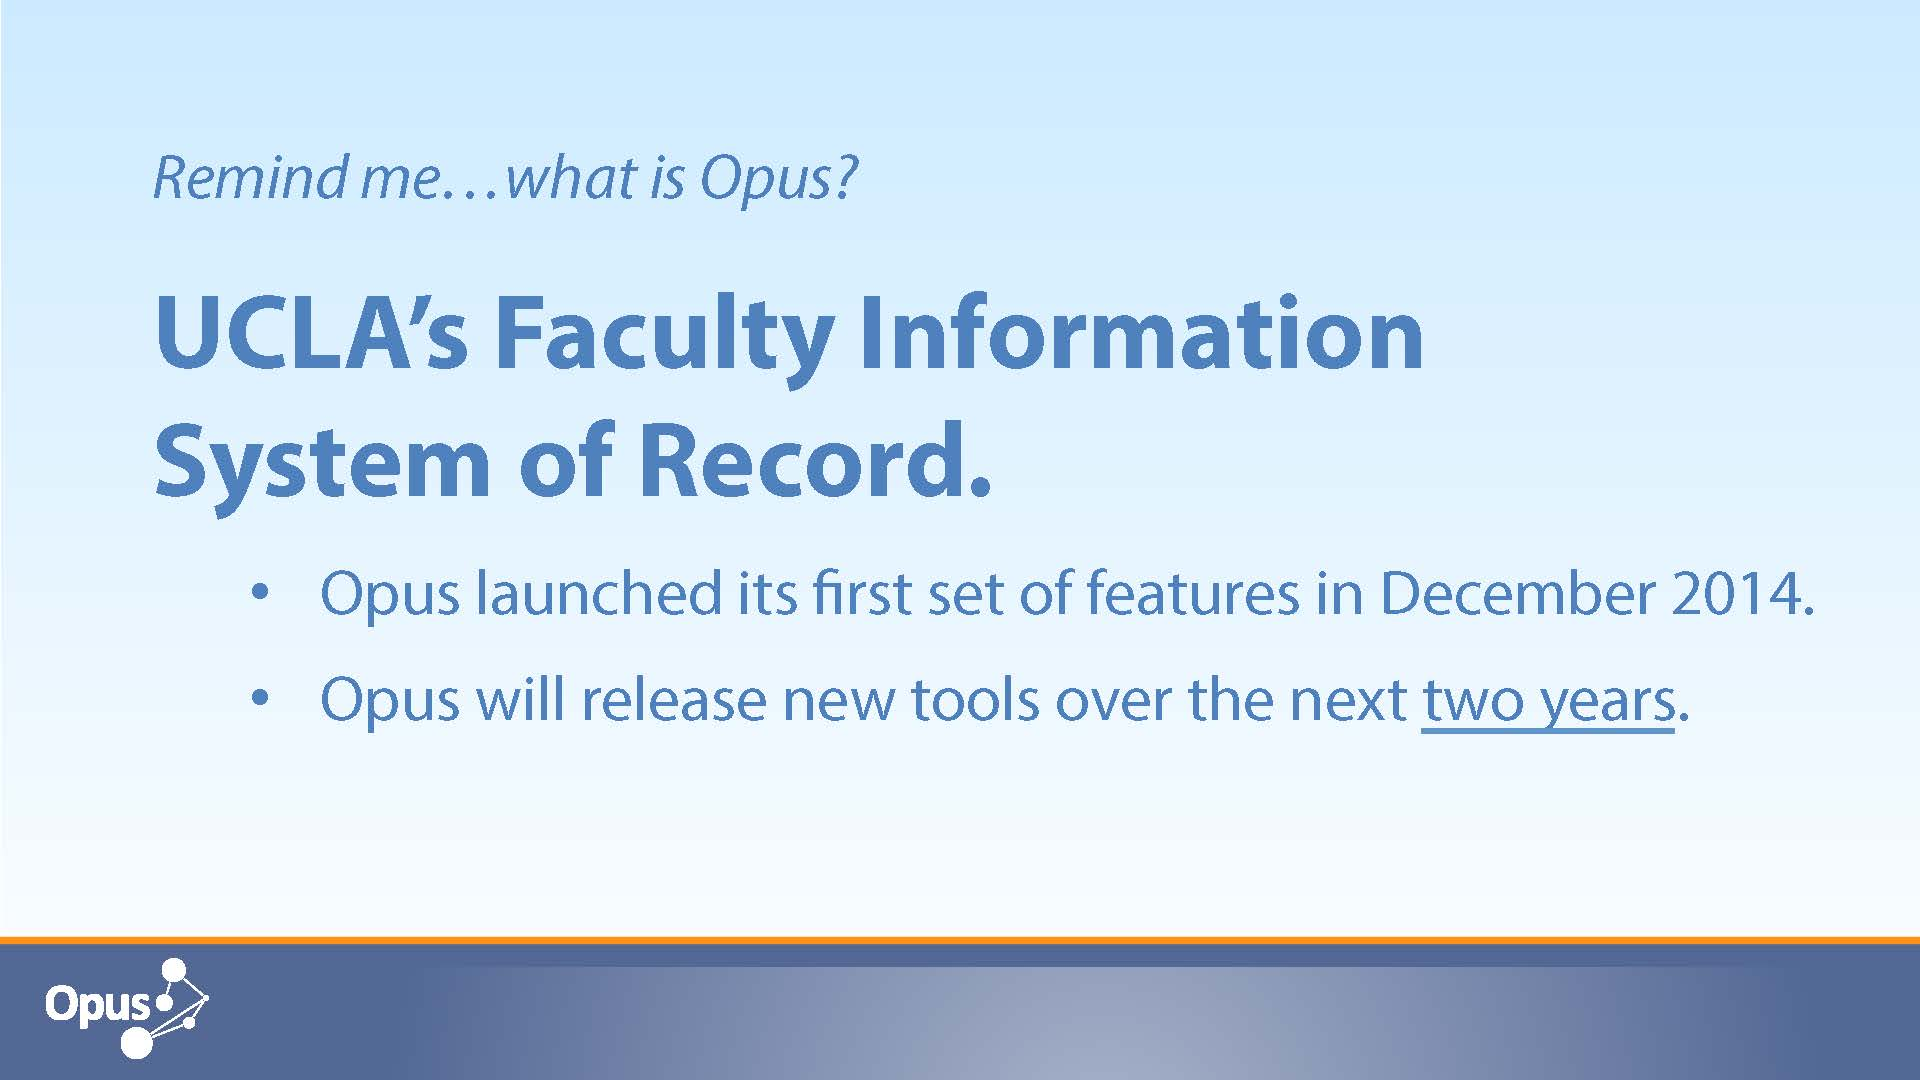 Remind me…what is Opus?
UCLA’s Faculty Information
System of Record.
• Opus launched its first set of features in December 2014.
• Opus will release new tools over the next two years.
Opus